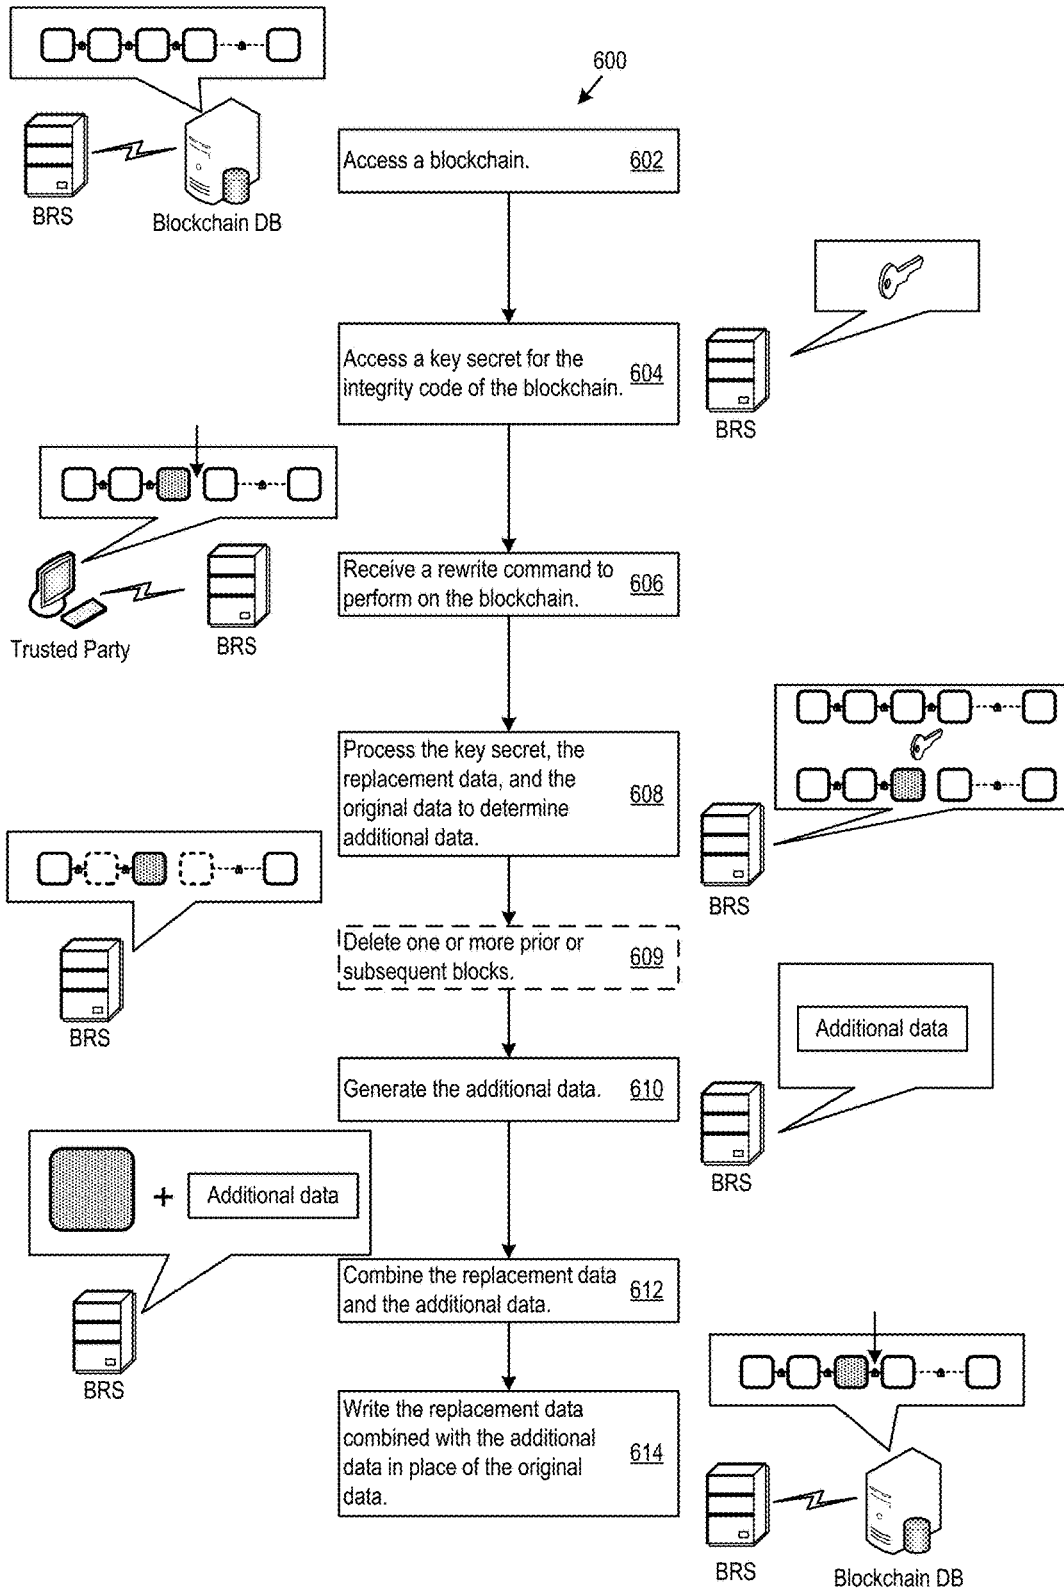 600
Access a blockchain. 602
BRS
Blockchain DB
Access a key secret for the
integrity code of the blockchain. 604
BRS
Receive a rewrite command to
perform on the blockchain. 606
Trusted Party
BRS
Process the key secret, the
replacement data, and the
original data to determine
additional data. 608
BRS
Delete one or more prior or
subsequent blocks. 609
BRS
Additional data
Generate the additional data. 610
BRS
+ Additional data
Combine the replacement data
and the additional data. 612
BRS
Write the replacement data
combined with the additional
data in place of the original
data. 614
BRS
Blockchain DB